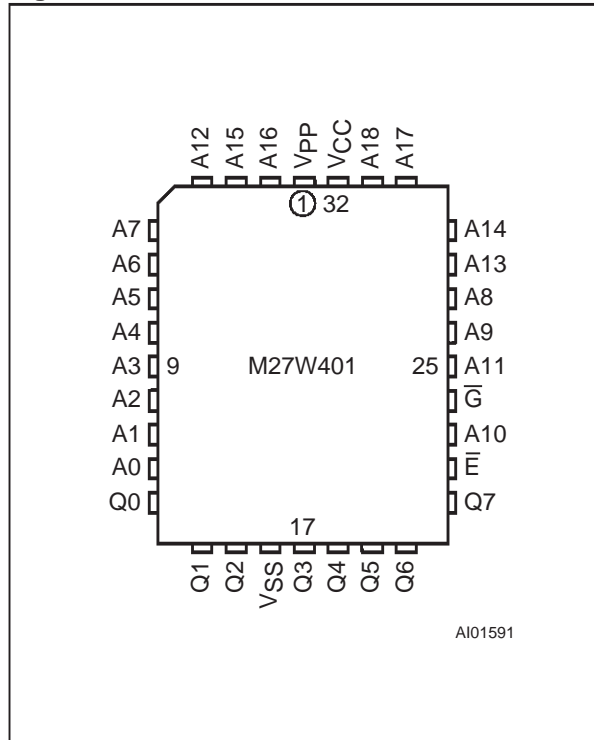 A12 A15 A16 VPP VCC A18 A17
1 32
A7 A14
A6 A13
A5 A8
A4 A9
A3 9 M27W401 25 A11
A2 G̅
A1 A10
A0 E̅
Q0 Q7
17
Q1 Q2 VSS Q3 Q4 Q5 Q6
AI01591